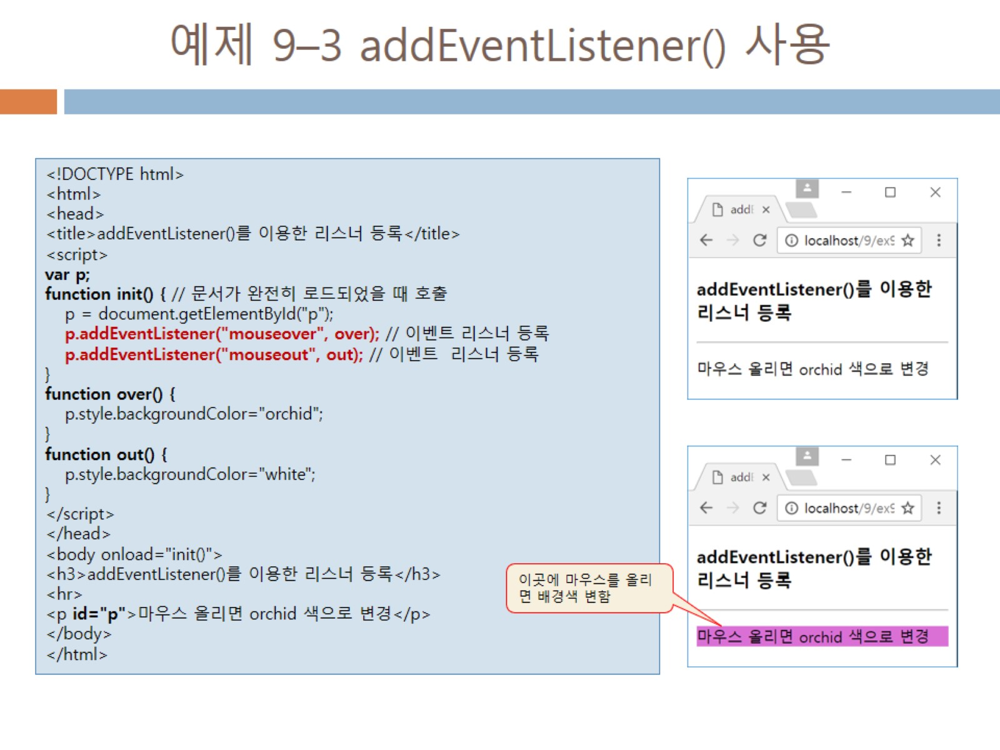 예제 9–3 addEventListener() 사용
<!DOCTYPE html>
<html>
<head>
<title>addEventListener()를 이용한 리스너 등록</title>
<script>
var p;
function init() { // 문서가 완전히 로드되었을 때 호출
p = document.getElementById("p");
p.addEventListener("mouseover", over); // 이벤트 리스너 등록
p.addEventListener("mouseout", out); // 이벤트 리스너 등록
}
function over() {
p.style.backgroundColor="orchid";
}
function out() {
p.style.backgroundColor="white";
}
</script>
</head>
<body onload="init()">
<h3>addEventListener()를 이용한 리스너 등록</h3>
<hr>
<p id="p">마우스 올리면 orchid 색으로 변경</p>
</body>
</html>
add
localhost/9/ex9
addEventListener()를 이용한
리스너 등록
마우스 올리면 orchid 색으로 변경
add
localhost/9/ex9
addEventListener()를 이용한
리스너 등록
이곳에 마우스를 올리
면 배경색 변함
마우스 올리면 orchid 색으로 변경